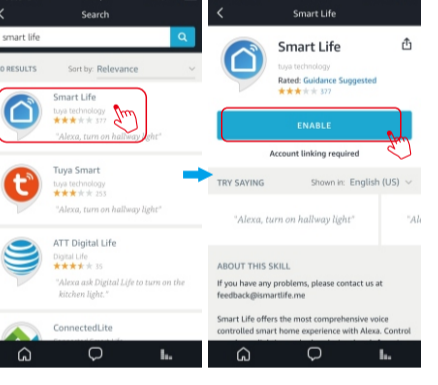 Search
smart life
0 RESULTS Sort by: Relevance
Smart Life
tuya technology
377
"Alexa, turn on hallway light"
Tuya Smart
tuya technology
253
"Alexa, turn on hallway light"
ATT Digital Life
Digital Life
35
"Alexa ask Digital Life to turn on the
kitchen light."
ConnectedLite
Smart Life
Smart Life
tuya technology
Rated: Guidance Suggested
377
ENABLE
Account linking required
TRY SAYING Shown in: English (US)
"Alexa, turn on hallway light"
"Al
ABOUT THIS SKILL
If you have any problems, please contact us at
feedback@ismartlife.me
Smart Life offers the most comprehensive voice
controlled smart home experience with Alexa. Control